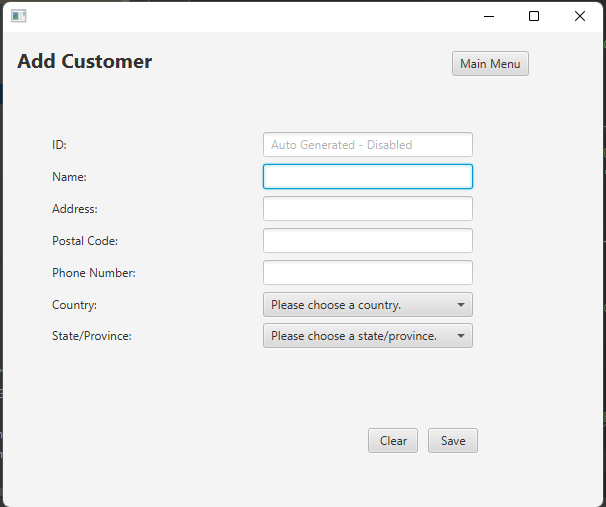 Add Customer
Main Menu
ID:
Auto Generated - Disabled
Name:
Address:
Postal Code:
Phone Number:
Country:
Please choose a country.
State/Province:
Please choose a state/province.
Clear
Save